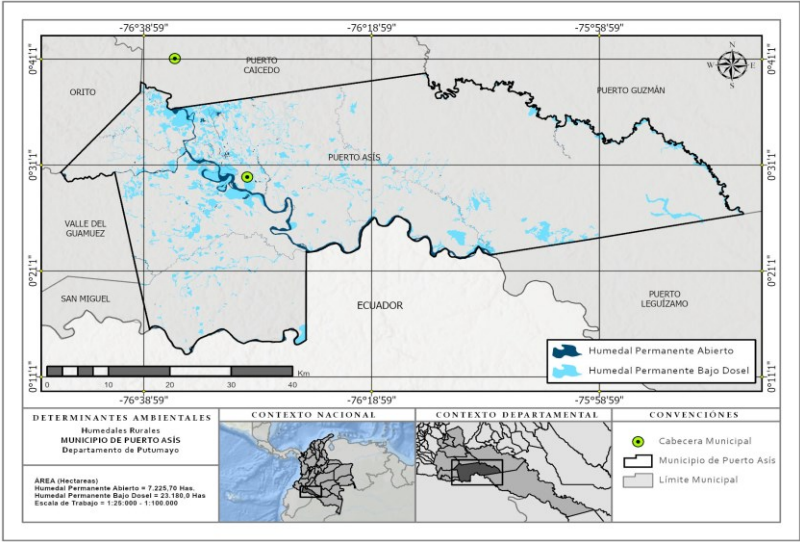 -76°38'59"
-76°18'59"
-75°58'59"
0°41'1"
0°41'1"
PUERTO
CAICEDO
N
W
E
S
ORITO
PUERTO GUZMÁN
PUERTO ASÍS
0°31'1"
0°31'1"
VALLE DEL
GUAMUEZ
0°21'1"
0°21'1"
SAN MIGUEL
ECUADOR
PUERTO
LEGUÍZAMO
Humedal Permanente Abierto
Humedal Permanente Bajo Dosel
Km
0
10
20
30
40
0°11'1"
0°11'1"
-76°38'59"
-76°18'59"
-75°58'59"
DETERMINANTES AMBIENTALES
Humedales Rurales
MUNICIPIO DE PUERTO ASÍS
Departamento de Putumayo
ÁREA (Hectareas)
Humedal Permanente Abierto = 7.225,70 Has.
Humedal Permanente Bajo Dosel = 23.180,0 Has
Escala de Trabajo = 1:25:000 - 1:100.000
CONTEXTO NACIONAL
CONTEXTO DEPARTAMENTAL
CONVENCIÓNES
Cabecera Municipal
Municipio de Puerto Asís
Límite Municipal